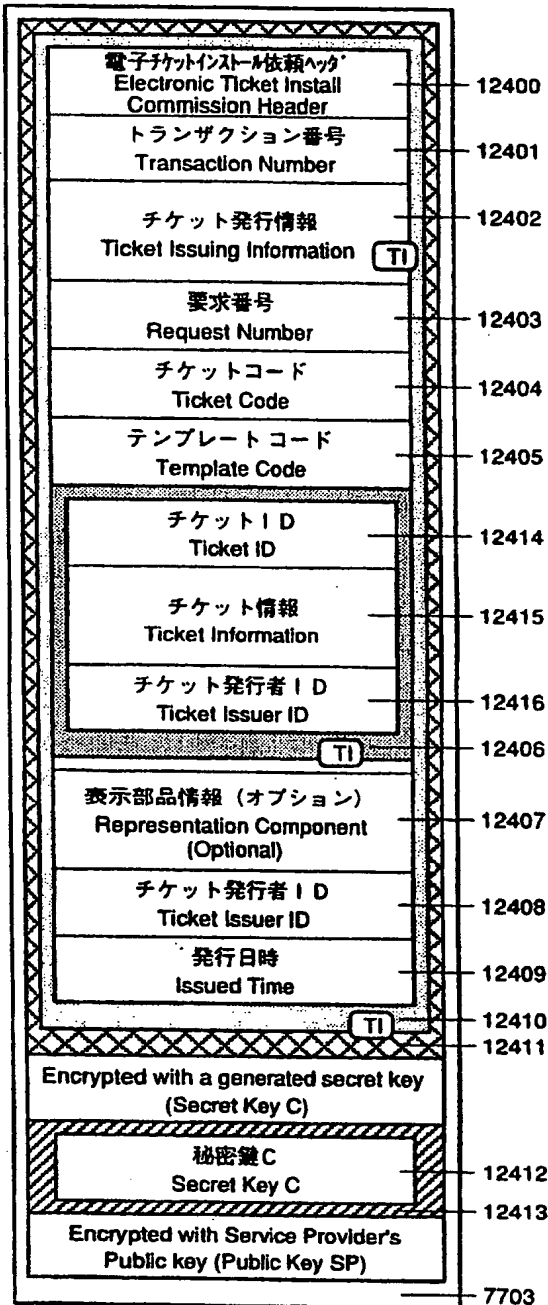 電子チケットインストール依頼ヘッダ
Electronic Ticket Install
Commission Header
12400
トランザクション番号
Transaction Number
12401
チケット発行情報
Ticket Issuing Information
TI
12402
要求番号
Request Number
12403
チケットコード
Ticket Code
12404
テンプレートコード
Template Code
12405
チケットID
Ticket ID
12414
チケット情報
Ticket Information
12415
チケット発行者ID
Ticket Issuer ID
12416
TI
12406
表示部品情報（オプション）
Representation Component
(Optional)
12407
チケット発行者ID
Ticket Issuer ID
12408
発行日時
Issued Time
12409
TI
12410
12411
Encrypted with a generated secret key
(Secret Key C)
秘密鍵C
Secret Key C
12412
12413
Encrypted with Service Provider's
Public key (Public Key SP)
7703